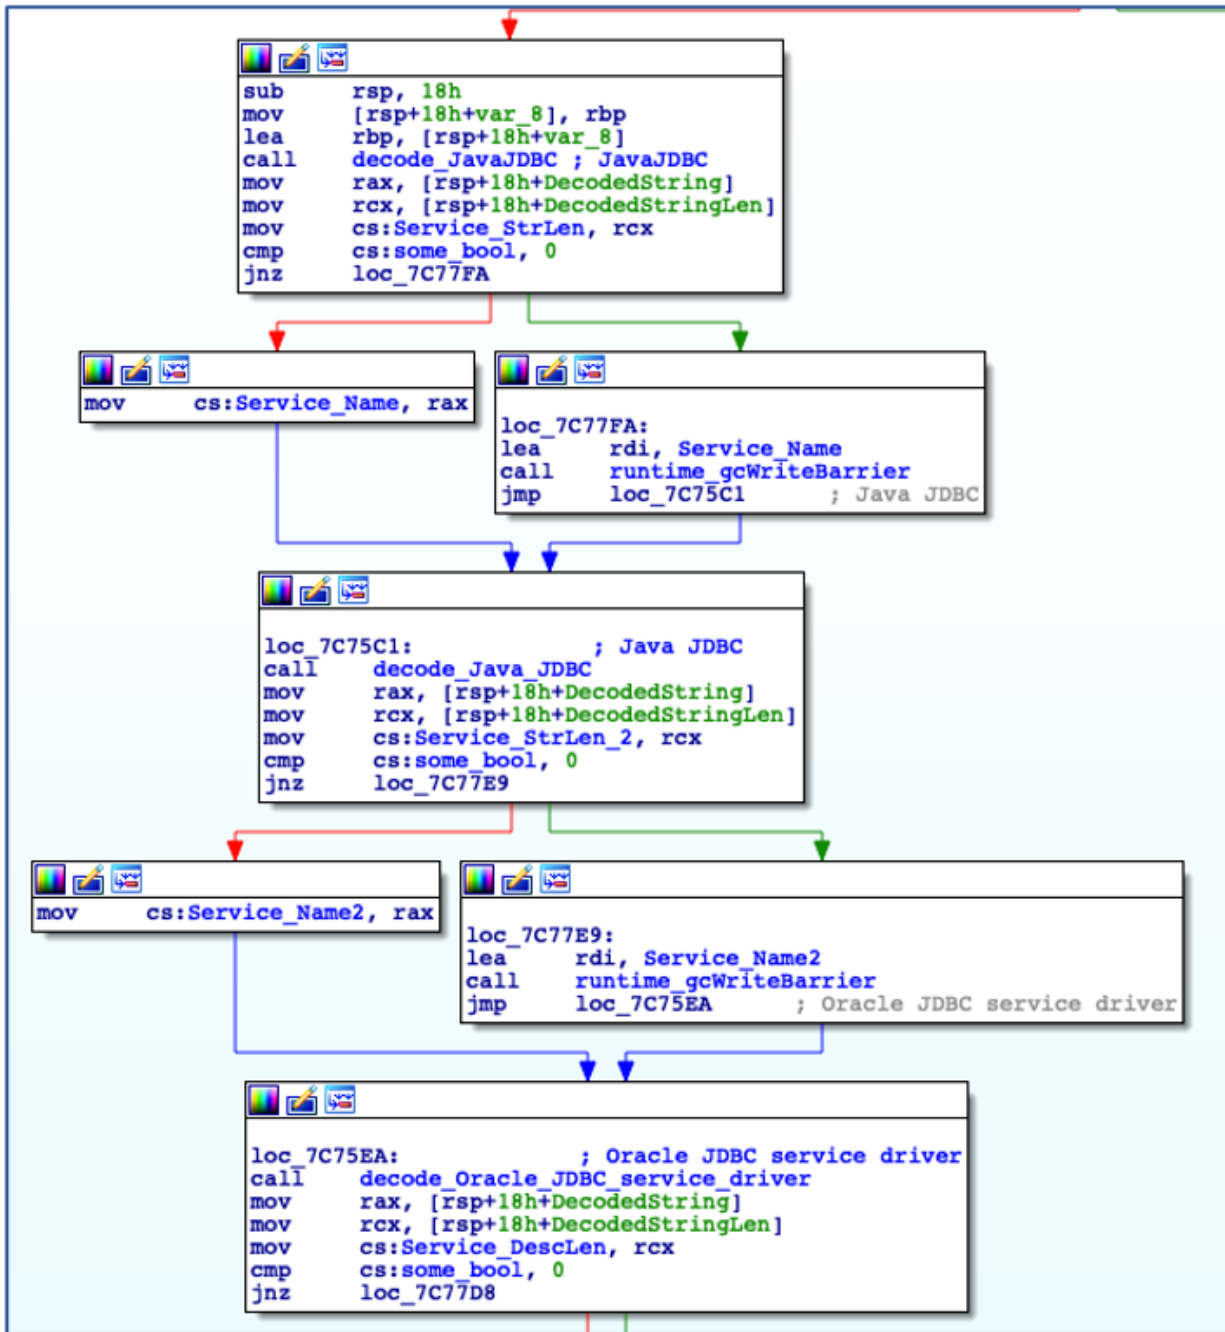 sub rsp, 18h
mov [rsp+18h+var_8], rbp
lea rbp, [rsp+18h+var_8]
call decode_JavaJDBC ; JavaJDBC
mov rax, [rsp+18h+DecodedString]
mov rcx, [rsp+18h+DecodedStringLen]
mov cs:Service_StrLen, rcx
cmp cs:some_bool, 0
jnz loc_7C77FA
mov cs:Service_Name, rax
loc_7C77FA:
lea rdi, Service_Name
call runtime_gcWriteBarrier
jmp loc_7C75C1 ; Java JDBC
loc_7C75C1: ; Java JDBC
call decode_Java_JDBC
mov rax, [rsp+18h+DecodedString]
mov rcx, [rsp+18h+DecodedStringLen]
mov cs:Service_StrLen_2, rcx
cmp cs:some_bool, 0
jnz loc_7C77E9
mov cs:Service_Name2, rax
loc_7C77E9:
lea rdi, Service_Name2
call runtime_gcWriteBarrier
jmp loc_7C75EA ; Oracle JDBC service driver
loc_7C75EA: ; Oracle JDBC service driver
call decode_Oracle_JDBC_service_driver
mov rax, [rsp+18h+DecodedString]
mov rcx, [rsp+18h+DecodedStringLen]
mov cs:Service_DescLen, rcx
cmp cs:some_bool, 0
jnz loc_7C77D8